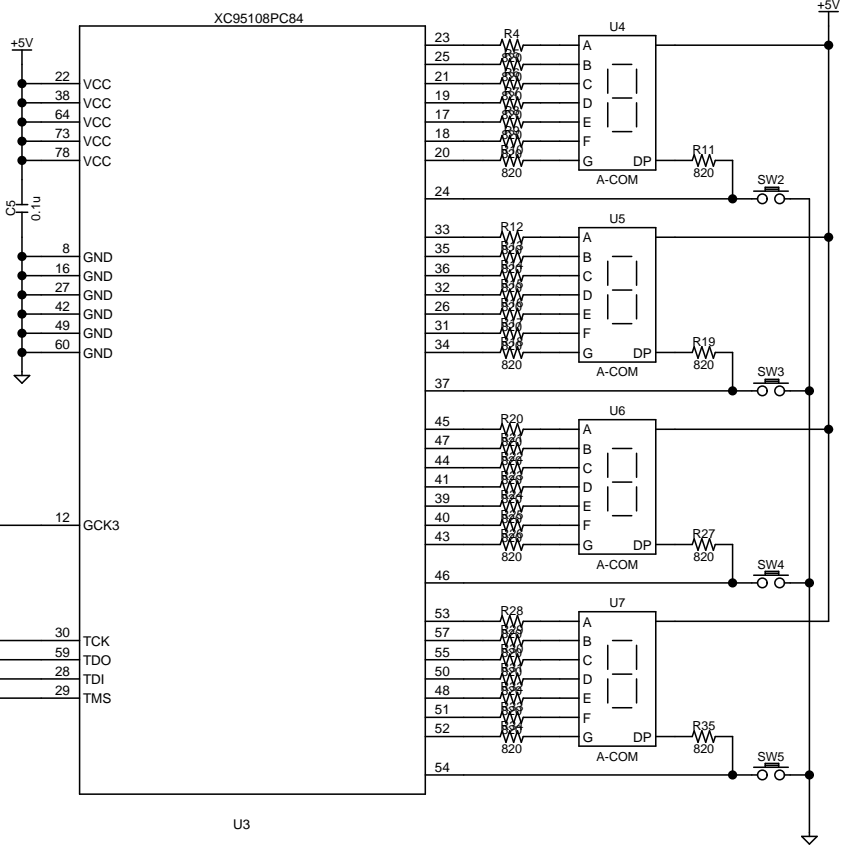 XC95108PC84
+5V
+5V
22 VCC
38 VCC
64 VCC
73 VCC
78 VCC
C5
0.1u
8 GND
16 GND
27 GND
42 GND
49 GND
60 GND
12 GCK3
30 TCK
59 TDO
28 TDI
29 TMS
U3
U4
23 R4 A
25 B
21 C
19 D
17 E
18 F
20 G DP R11
820
820
A-COM
24
SW2
U5
33 R12 A
35 B
36 C
32 D
26 E
31 F
34 G DP R19
820
820
A-COM
37
SW3
U6
45 R20 A
47 B
44 C
41 D
39 E
40 F
43 G DP R27
820
820
A-COM
46
SW4
U7
53 R28 A
57 B
55 C
50 D
48 E
51 F
52 G DP R35
820
820
A-COM
54
SW5